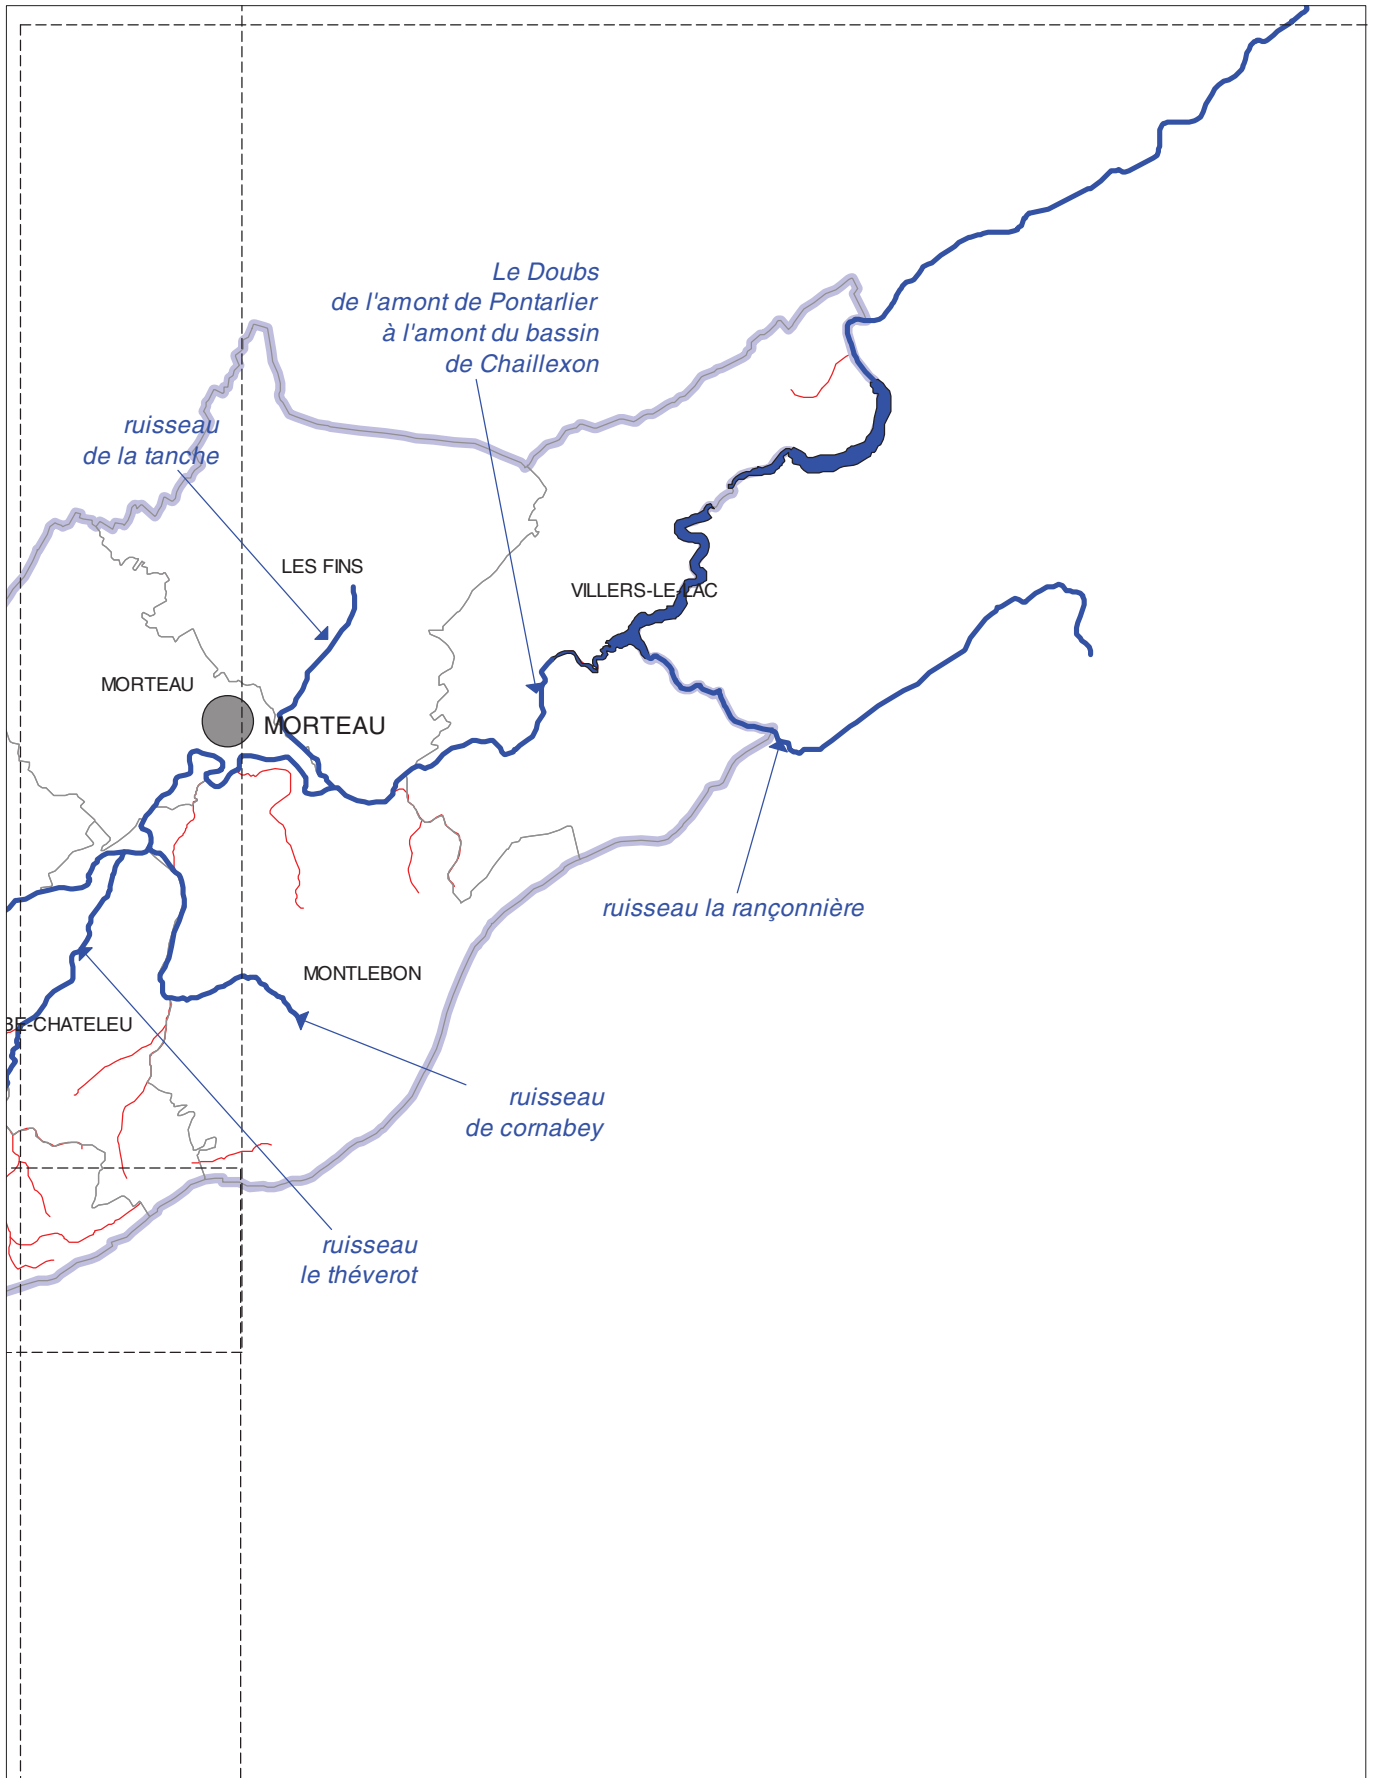 Le Doubs
de l'amont de Pontarlier
à l'amont du bassin
de Chaillexon
ruisseau
de la tanche
LES FINS
VILLERS-LE-LAC
MORTEAU
MORTEAU
ruisseau la rançonnière
MONTLEBON
BE-CHATELEU
ruisseau
de cornabey
ruisseau
le théverot